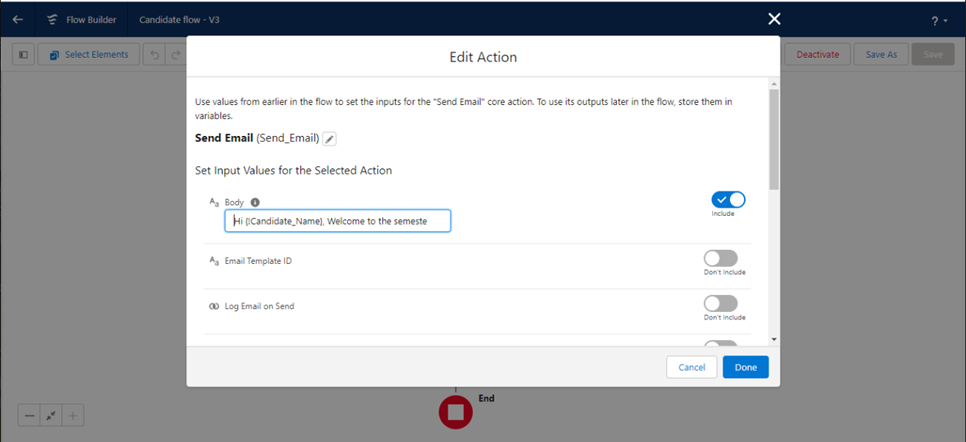 Flow Builder
Candidate flow - V3
?
Select Elements
Deactivate
Save As
Save
Edit Action
Use values from earlier in the flow to set the inputs for the "Send Email" core action. To use its outputs later in the flow, store them in
variables.
Send Email (Send_Email)
Set Input Values for the Selected Action
Aa Body
Include
Hi {!Candidate_Name}, Welcome to the semeste
Aa Email Template ID
Don't Include
Log Email on Send
Don't Include
Cancel
Done
End